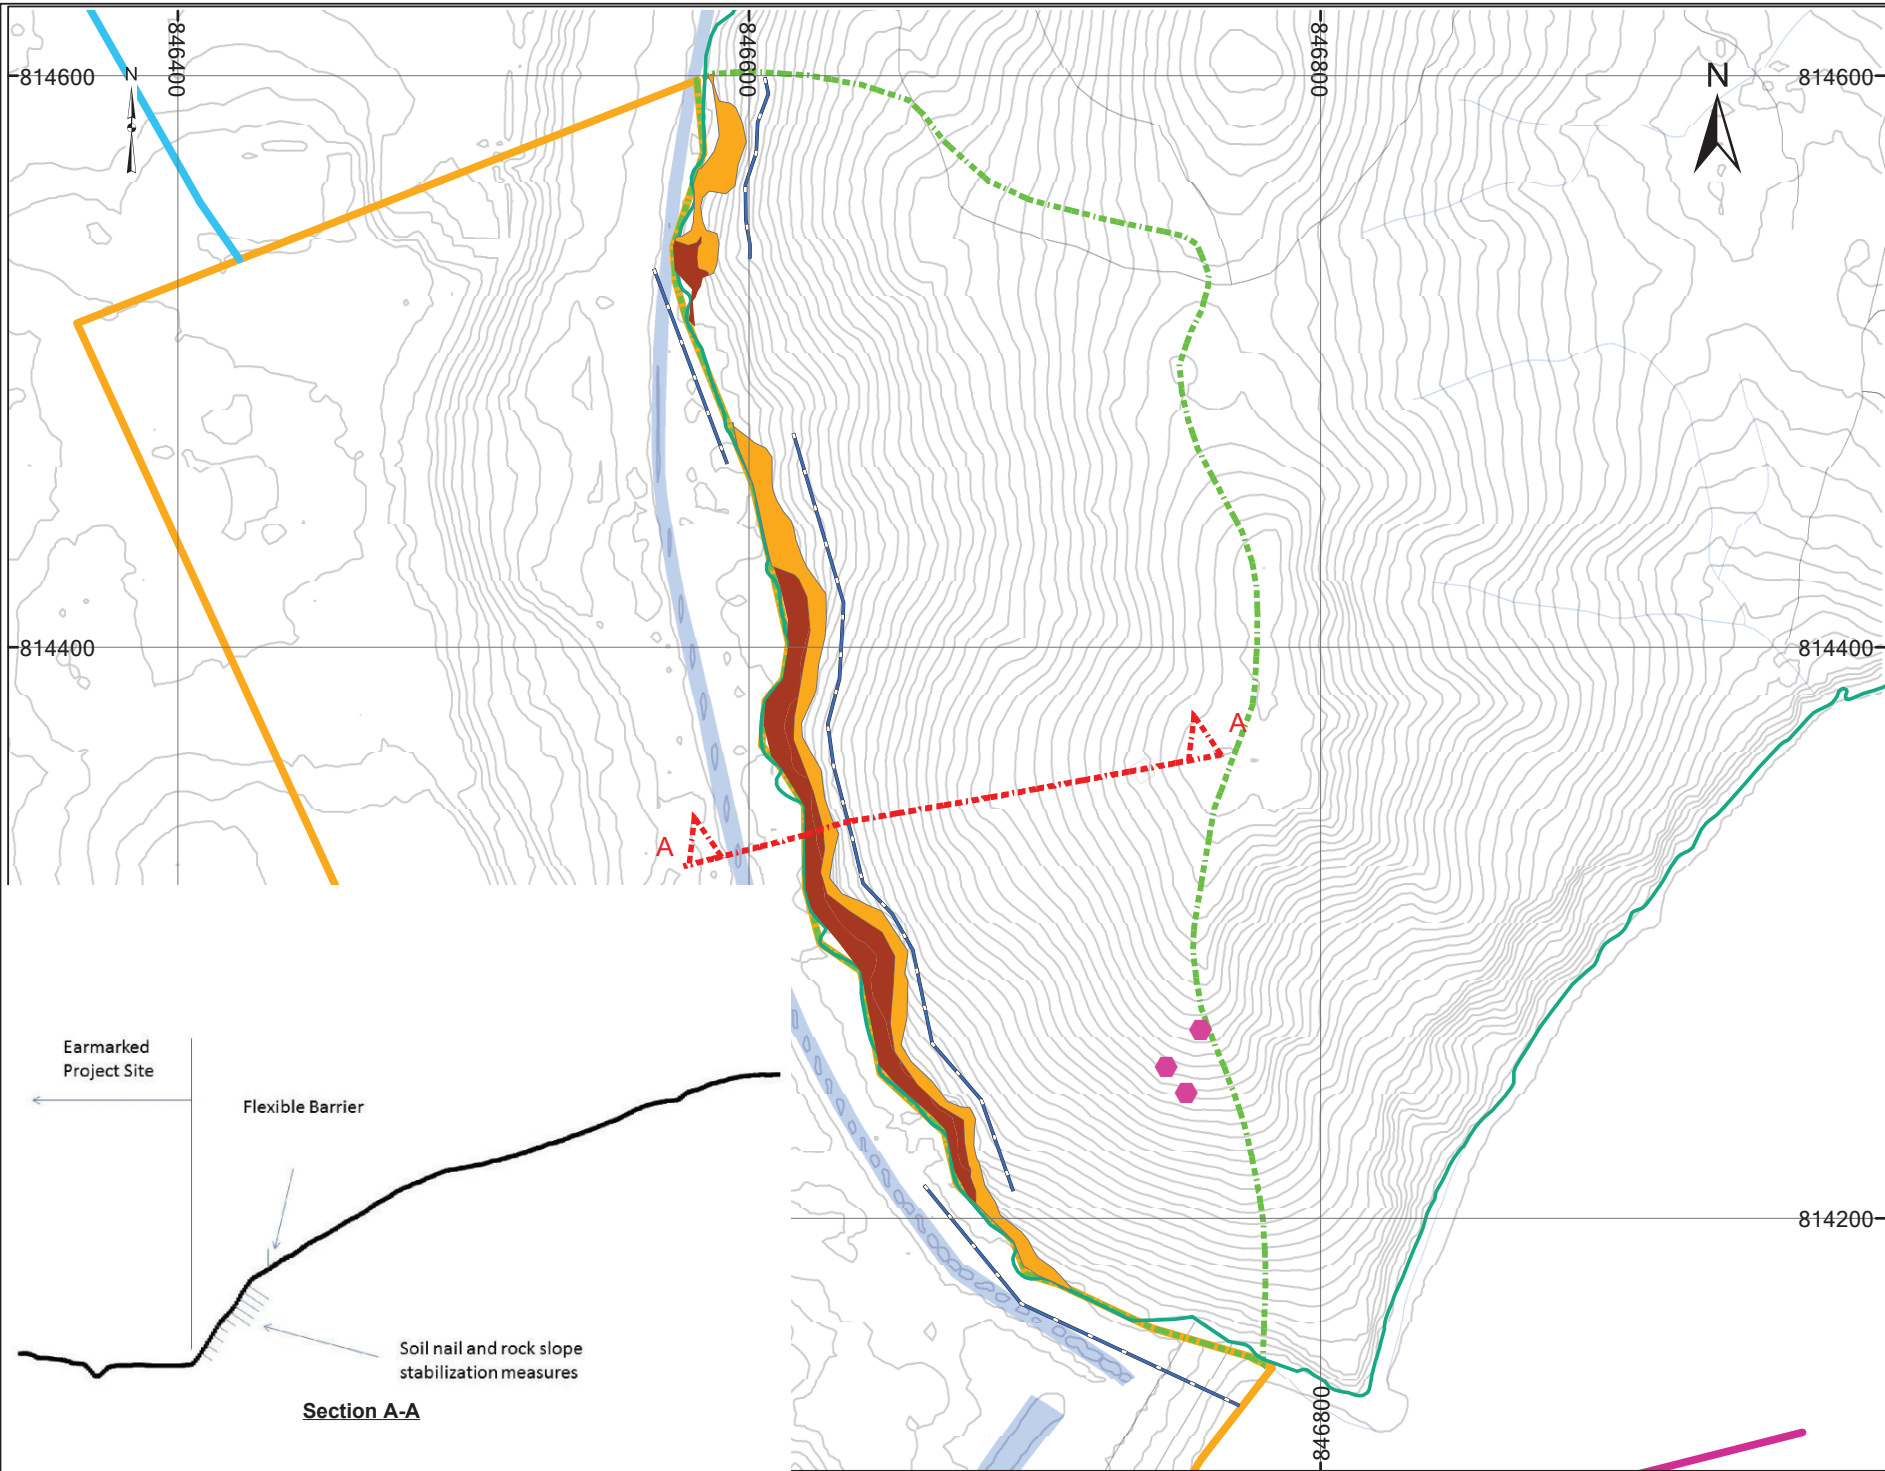 846400
846600
846800
814600
N
N
814600
814400
814400
A
A
814200
846800
Earmarked
Project Site
Flexible Barrier
Soil nail and rock slope
stabilization measures
Section A-A